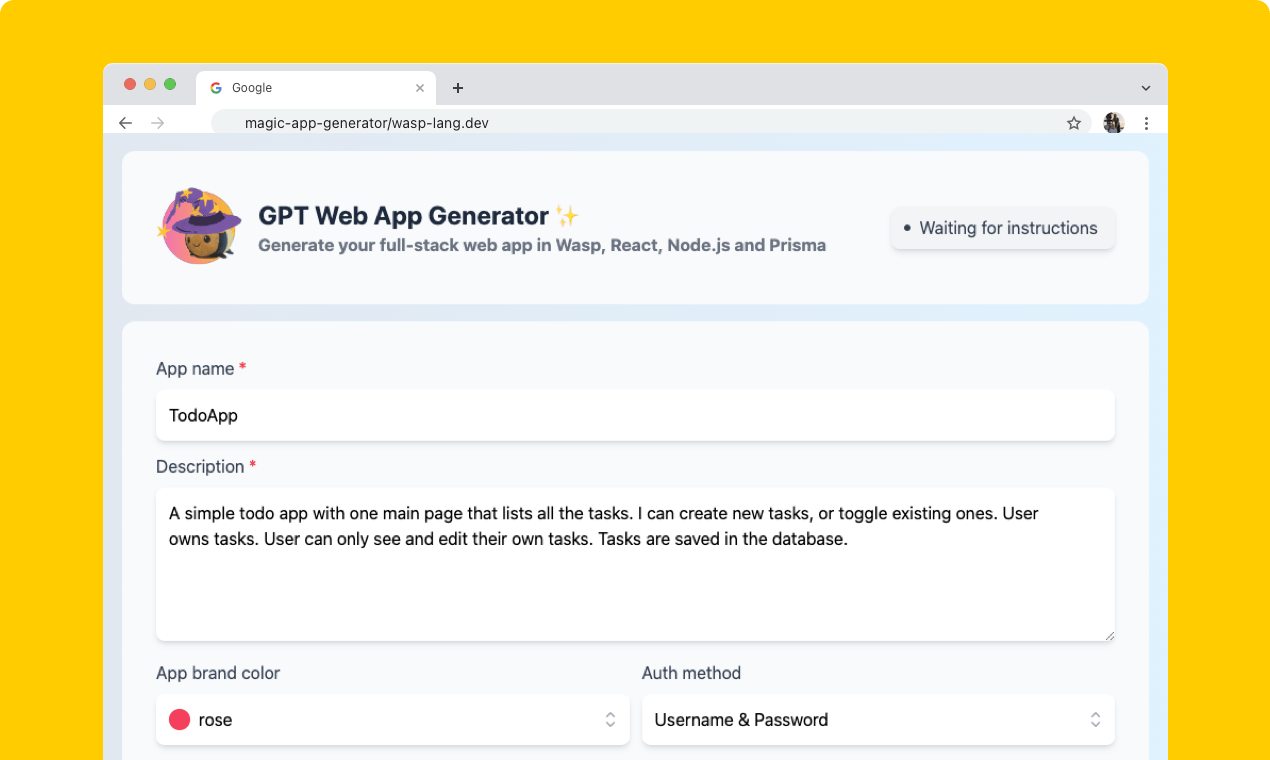 Google
magic-app-generator/wasp-lang.dev
GPT Web App Generator ✨
Generate your full-stack web app in Wasp, React, Node.js and Prisma
• Waiting for instructions
App name *
TodoApp
Description *
A simple todo app with one main page that lists all the tasks. I can create new tasks, or toggle existing ones. User
owns tasks. User can only see and edit their own tasks. Tasks are saved in the database.
App brand color
Auth method
rose
Username & Password